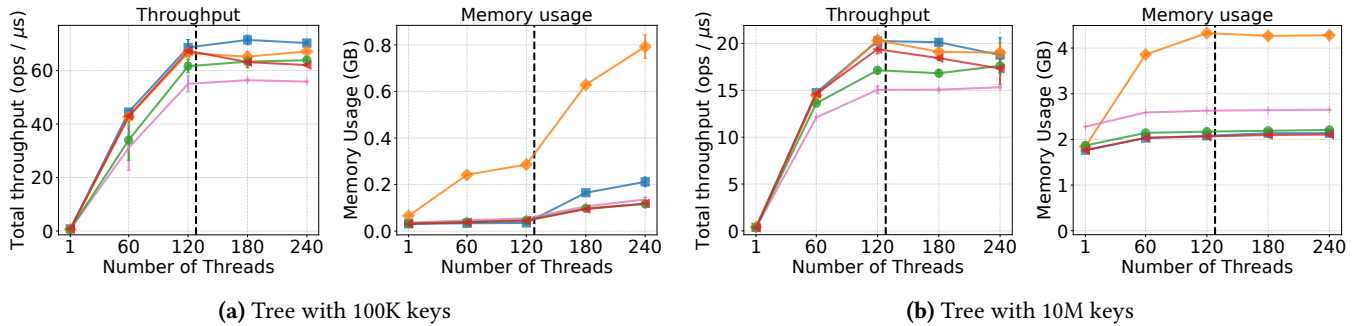 Throughput
Total throughput (ops / μs)
60
40
20
0
1
60
120
180
240
Number of Threads
Memory usage
Memory Usage (GB)
0.8
0.6
0.4
0.2
0.0
1
60
120
180
240
Number of Threads
(a) Tree with 100K keys
Throughput
Total throughput (ops / μs)
20
15
10
5
0
1
60
120
180
240
Number of Threads
Memory usage
Memory Usage (GB)
4
3
2
1
0
1
60
120
180
240
Number of Threads
(b) Tree with 10M keys